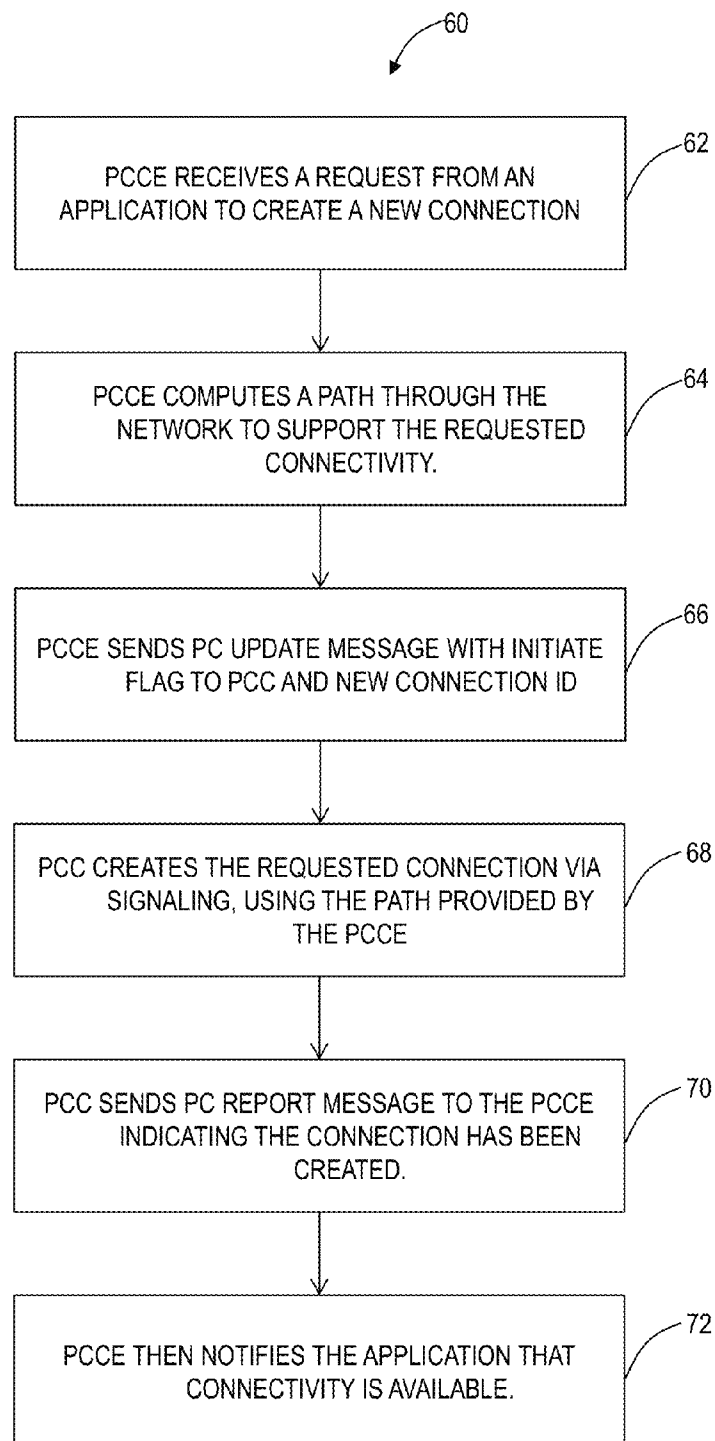 60
PCCE RECEIVES A REQUEST FROM AN
APPLICATION TO CREATE A NEW CONNECTION
62
PCCE COMPUTES A PATH THROUGH THE
NETWORK TO SUPPORT THE REQUESTED
CONNECTIVITY.
64
PCCE SENDS PC UPDATE MESSAGE WITH INITIATE
FLAG TO PCC AND NEW CONNECTION ID
66
PCC CREATES THE REQUESTED CONNECTION VIA
SIGNALING, USING THE PATH PROVIDED BY
THE PCCE
68
PCC SENDS PC REPORT MESSAGE TO THE PCCE
INDICATING THE CONNECTION HAS BEEN
CREATED.
70
PCCE THEN NOTIFIES THE APPLICATION THAT
CONNECTIVITY IS AVAILABLE.
72